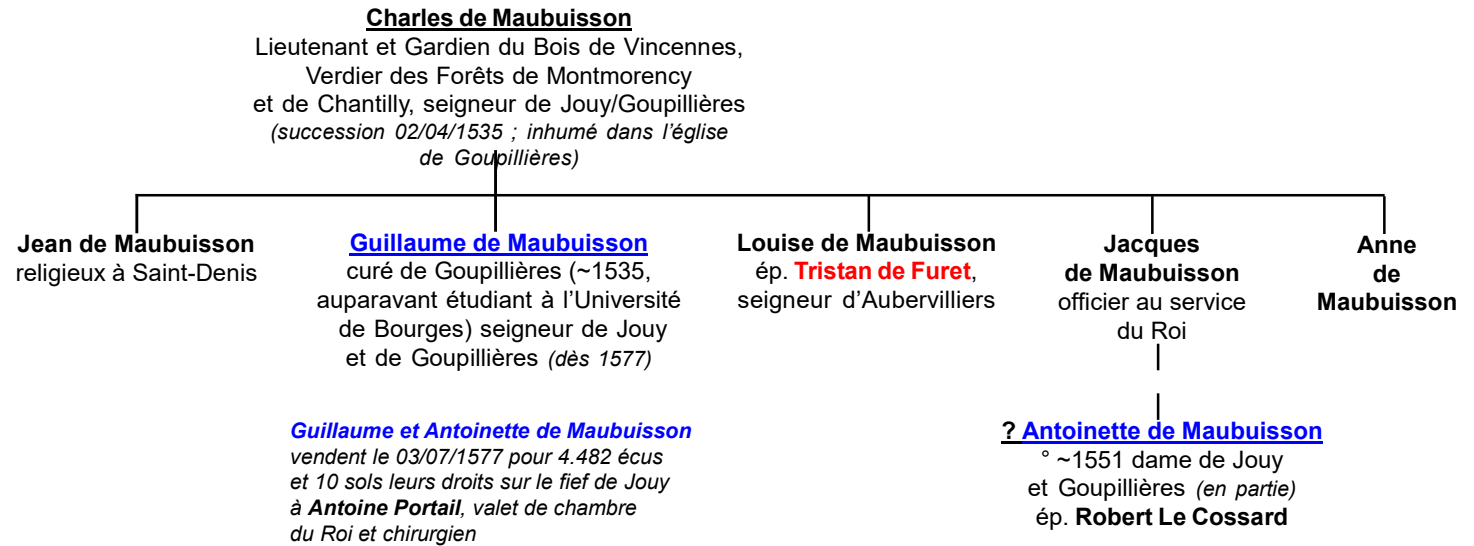 Charles de Maubuisson
Lieutenant et Gardien du Bois de Vincennes,
Verdier des Forêts de Montmorency
et de Chantilly, seigneur de Jouy/Goupillières
(succession 02/04/1535 ; inhumé dans l'église
de Goupillières)
Jean de Maubuisson
religieux à Saint-Denis
Guillaume de Maubuisson
curé de Goupillières (~1535,
auparavant étudiant à l'Université
de Bourges) seigneur de Jouy
et de Goupillières (dès 1577)
Louise de Maubuisson
ép. Tristan de Furet,
seigneur d'Aubervilliers
Jacques
de Maubuisson
officier au service
du Roi
Anne
de
Maubuisson
Guillaume et Antoinette de Maubuisson
vendent le 03/07/1577 pour 4.482 écus
et 10 sols leurs droits sur le fief de Jouy
à Antoine Portail, valet de chambre
du Roi et chirurgien
? Antoinette de Maubuisson
° ~1551 dame de Jouy
et Goupillières (en partie)
ép. Robert Le Cossard